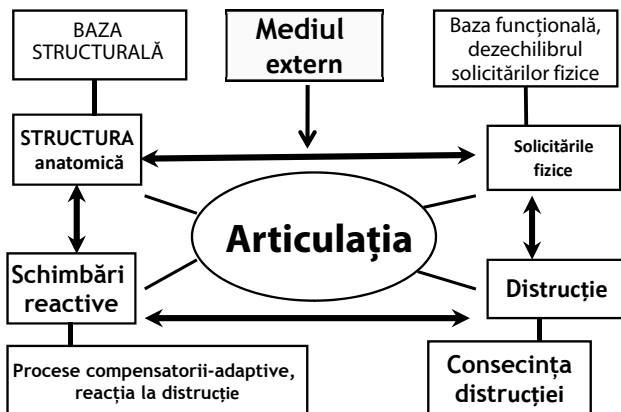 BAZA
STRUCTURALĂ
Mediul
extern
Baza funcțională,
dezechilibrul
solicitărilor fizice
STRUCTURA
anatomică
Solicitările
fizice
Articulația
Schimbări
reactive
Distrucție
Procese compensatorii-adaptive,
reacția la distrucție
Consecința
distrucției